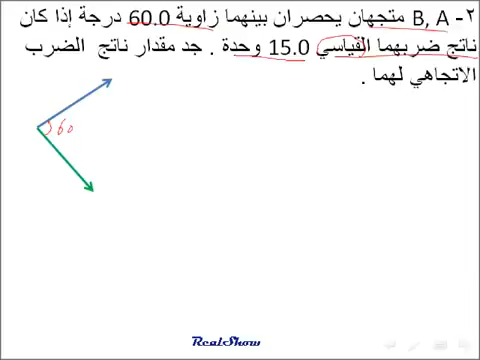 ٢- B, A متجهان يحصران بينهما زاوية 60.0 درجة إذا كان
ناتج ضربهما القياسي 15.0 وحدة . جد مقدار ناتج الضرب
الاتجاهي لهما .
60
RealShow